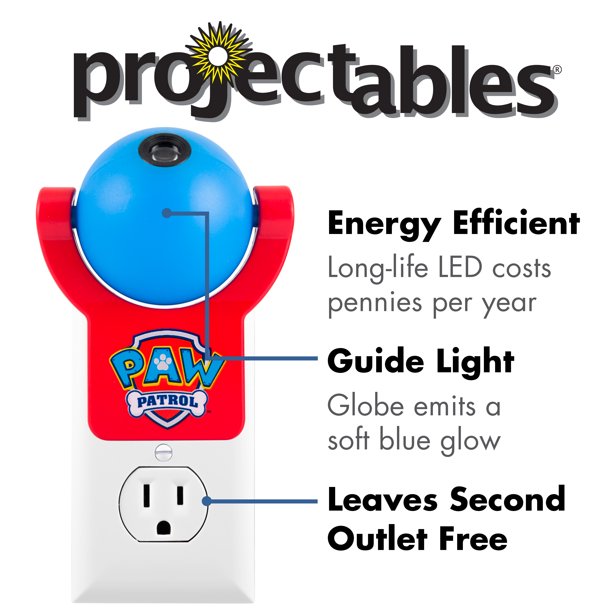 projectables®
Energy Efficient
Long-life LED costs
pennies per year
PAW
PATROL
Guide Light
Globe emits a
soft blue glow
Leaves Second
Outlet Free